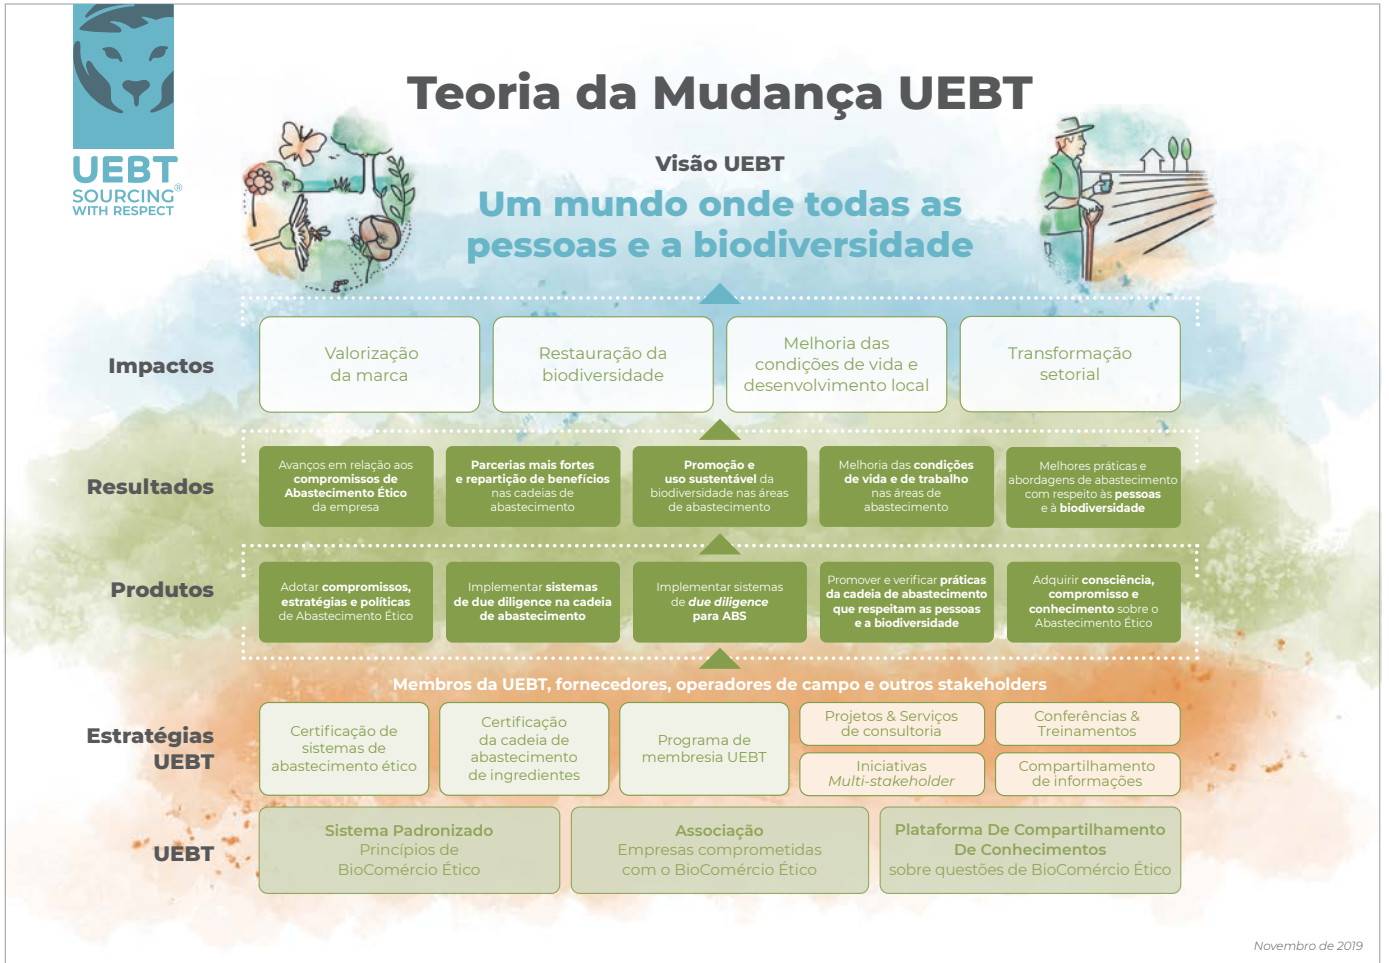 UEBT
SOURCING®
WITH RESPECT
Teoria da Mudança UEBT
Visão UEBT
Um mundo onde todas as
pessoas e a biodiversidade
Impactos
Valorização
da marca
Restauração da
biodiversidade
Melhoria das
condições de vida e
desenvolvimento local
Transformação
setorial
Resultados
Avanços em relação aos
compromissos de
Abastecimento Ético
da empresa
Parcerias mais fortes
e repartição de benefícios
nas cadeias de
abastecimento
Promoção e
uso sustentável da
biodiversidade nas áreas
de abastecimento
Melhoria das condições
de vida e de trabalho
nas áreas de
abastecimento
Melhores práticas e
abordagens de abastecimento
com respeito às pessoas
e à biodiversidade
Produtos
Adotar compromissos,
estratégias e políticas
de Abastecimento Ético
Implementar sistemas
de due diligence na cadeia
de abastecimento
Implementar sistemas
de due diligence
para ABS
Promover e verificar práticas
da cadeia de abastecimento
que respeitam as pessoas
e a biodiversidade
Adquirir consciência,
compromisso e
conhecimento sobre o
Abastecimento Ético
Membros da UEBT, fornecedores, operadores de campo e outros stakeholders
Estratégias
UEBT
Certificação de
sistemas de
abastecimento ético
Certificação
da cadeia de
abastecimento
de ingredientes
Programa de
membresia UEBT
Projetos & Serviços
de consultoria
Iniciativas
Multi-stakeholder
Conferências &
Treinamentos
Compartilhamento
de informações
UEBT
Sistema Padronizado
Princípios de
BioComércio Ético
Associação
Empresas comprometidas
com o BioComércio Ético
Plataforma De Compartilhamento
De Conhecimentos
sobre questões de BioComércio Ético
Novembro de 2019